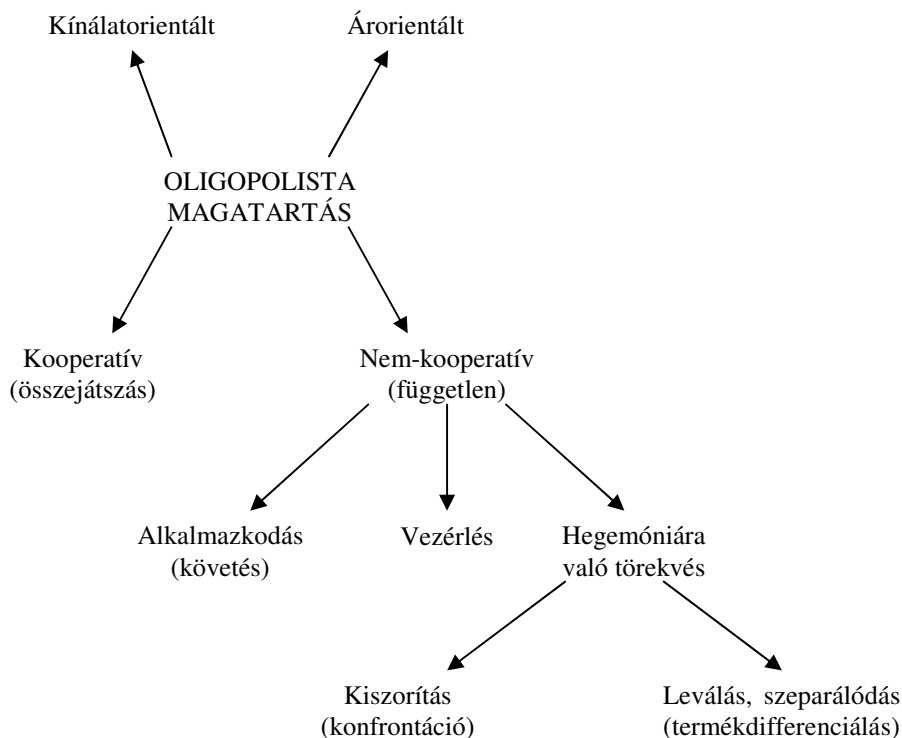 Kínálatorientált
Árorientált
OLIGOPOLISTA
MAGATARTÁS
Kooperatív
(összejátszás)
Nem-kooperatív
(független)
Alkalmazkodás
(követés)
Vezérlés
Hegemóniára
való törekvés
Kiszorítás
(konfrontáció)
Leválás, szeparálódás
(termékdifferenciálás)